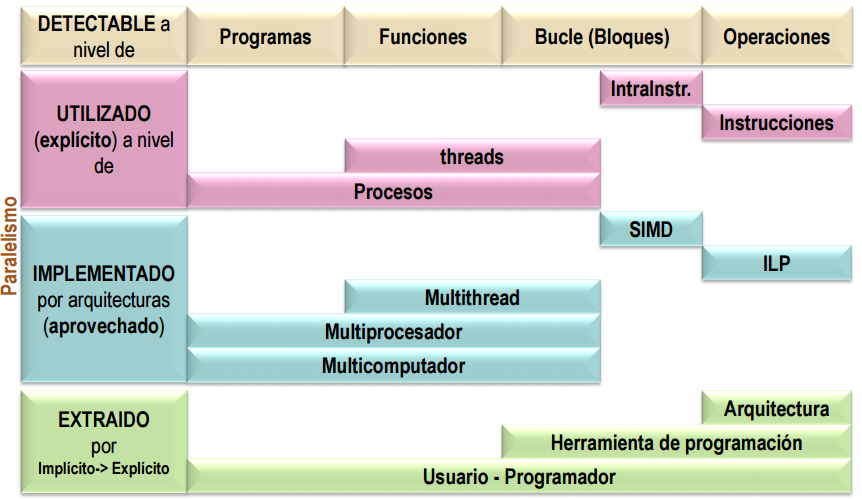 DETECTABLE a
nivel de
Programas
Funciones
Bucle (Bloques)
Operaciones
Paralelismo
UTILIZADO
(explícito) a nivel
de
IntraInstr.
Instrucciones
threads
Procesos
IMPLEMENTADO
por arquitecturas
(aprovechado)
SIMD
ILP
Multithread
Multiprocesador
Multicomputador
EXTRAIDO
por
Implícito-> Explícito
Arquitectura
Herramienta de programación
Usuario - Programador